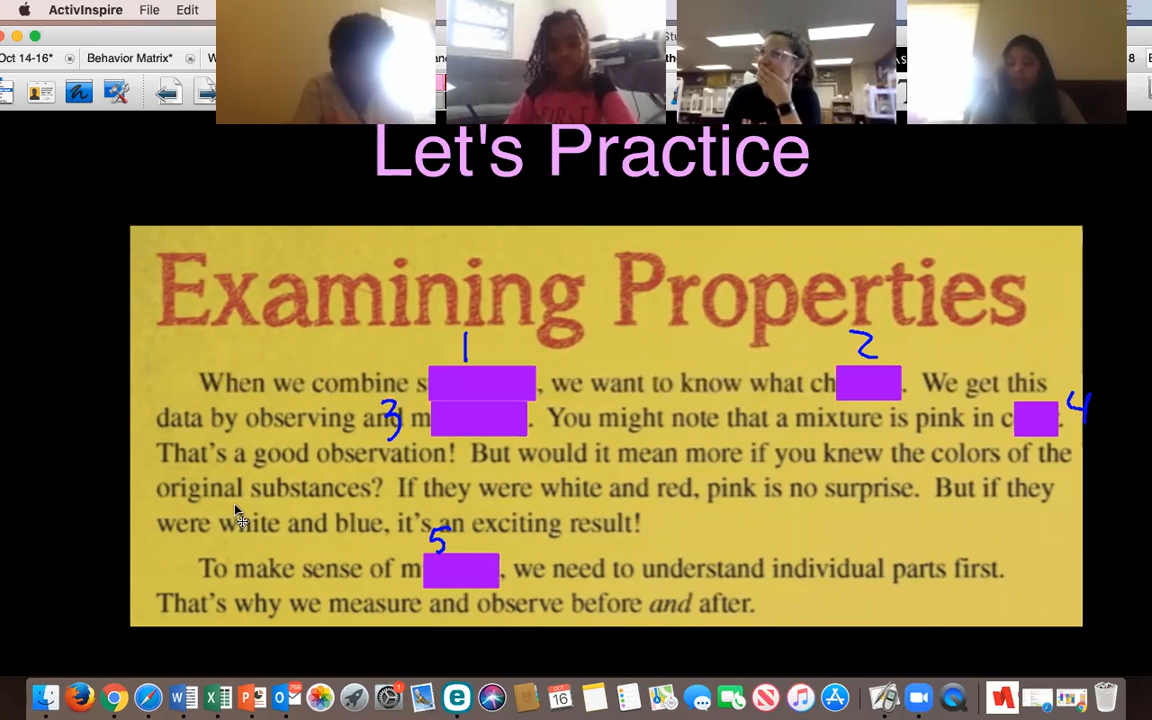 ActivInspire File Edit
Oct 14-16* Behavior Matrix* W
Let's Practice
Examining Properties
1 2
When we combine s , we want to know what ch . We get this
3 4
data by observing and m . You might note that a mixture is pink in c .
That's a good observation! But would it mean more if you knew the colors of the
original substances? If they were white and red, pink is no surprise. But if they
were white and blue, it's an exciting result!
5
To make sense of m , we need to understand individual parts first.
That's why we measure and observe before and after.
OCT
16